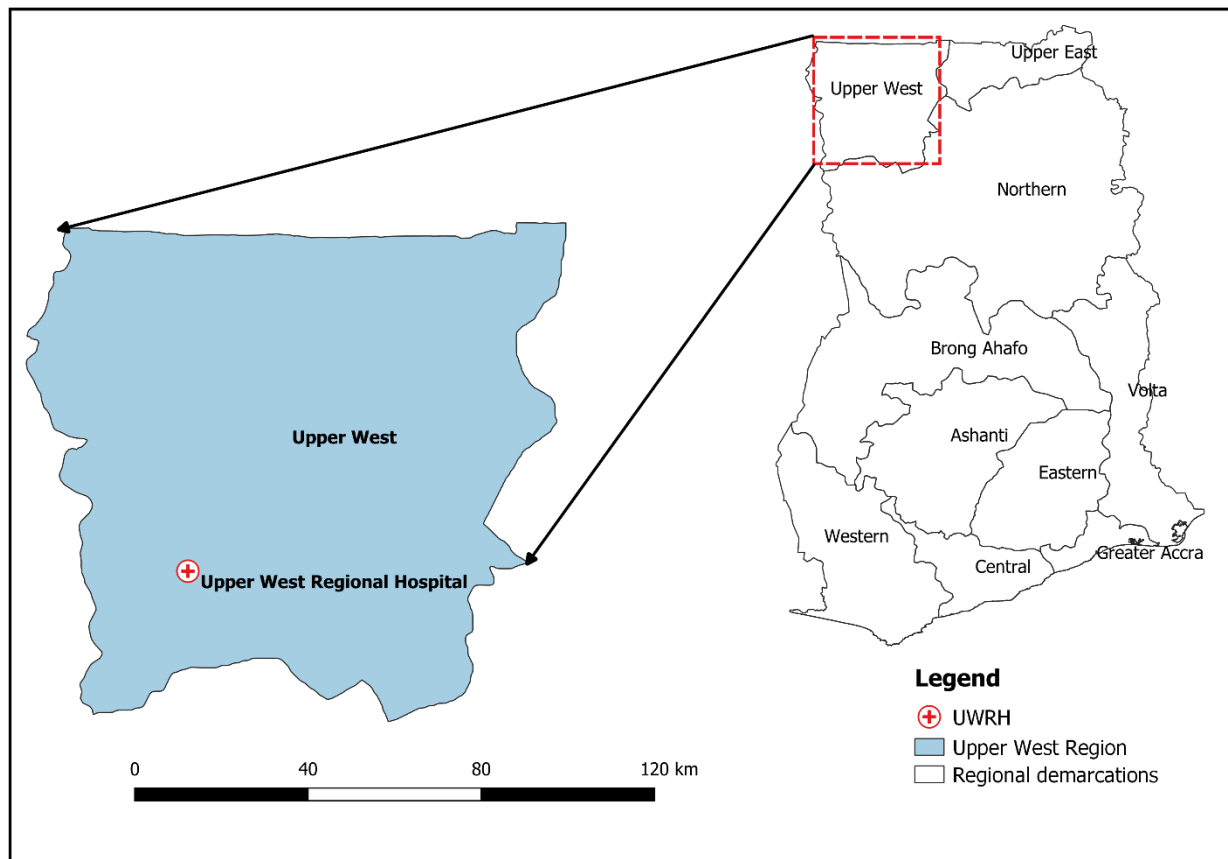 Upper East
Upper West
Northern
Brong Ahafo
Volta
Ashanti
Eastern
Western
Central
Greater Accra
Upper West
Upper West Regional Hospital
Legend
UWRH
Upper West Region
Regional demarcations
0 40 80 120 km